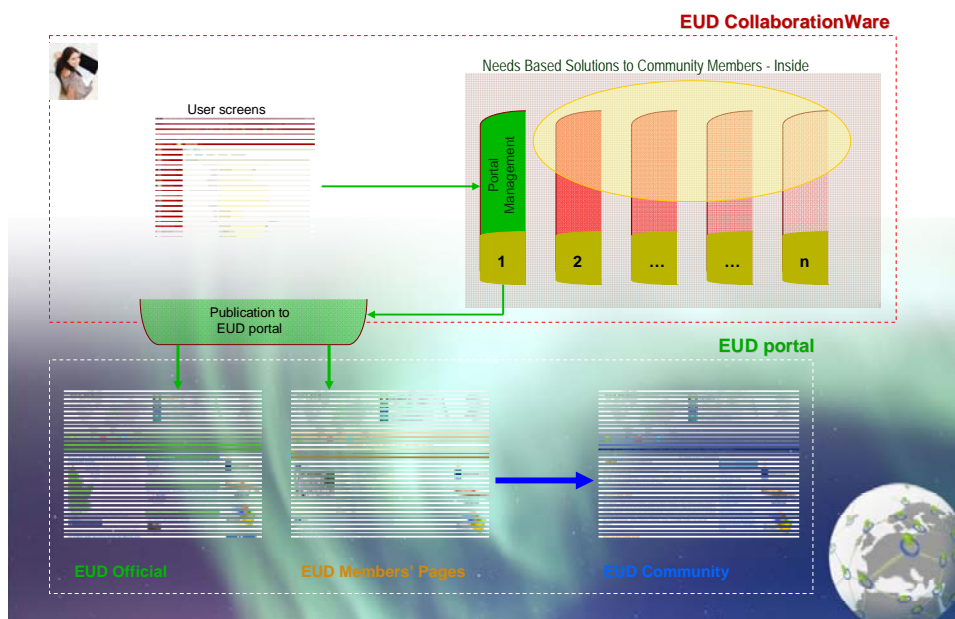 EUD CollaborationWare
Needs Based Solutions to Community Members - Inside
User screens
Portal
Management
1
2
...
...
n
Publication to
EUD portal
EUD portal
EUD Official
EUD Members' Pages
EUD Community